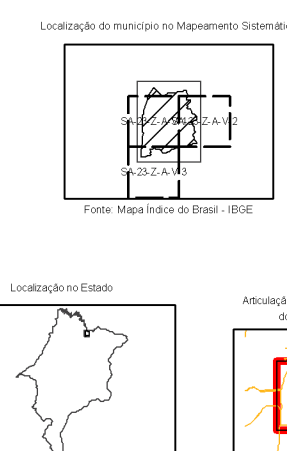 Localização do município no Mapeamento Sistemáti
SA-23-Z-A-V-2
SA-23-Z-A-V-3
Fonte: Mapa Índice do Brasil - IBGE
Localização no Estado
Articulaçã
do